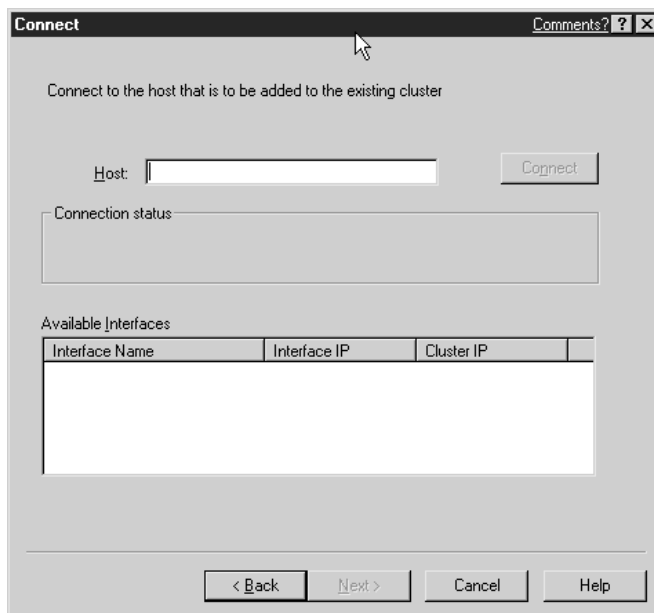 Connect Comments? ? X
Connect to the host that is to be added to the existing cluster
Host: Connect
Connection status
Available Interfaces
Interface Name Interface IP Cluster IP
< Back Next > Cancel Help